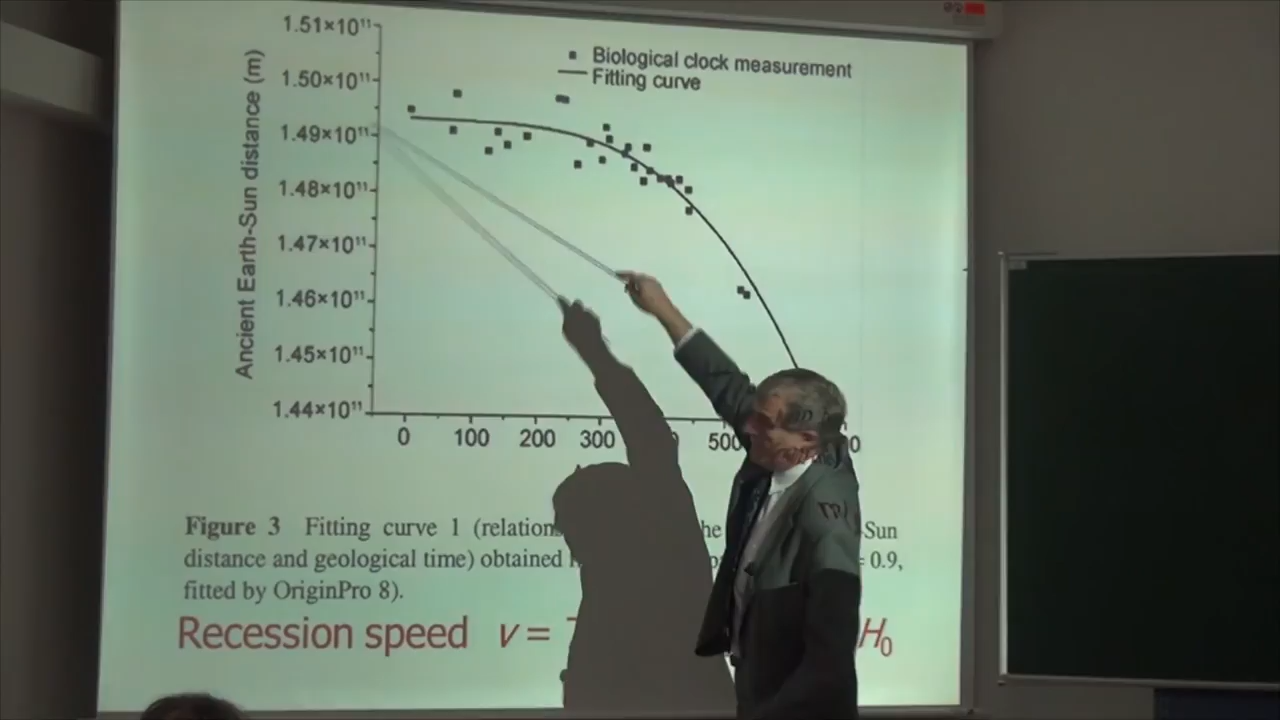 1.51×10¹¹
Biological clock measurement
Fitting curve
1.50×10¹¹
1.49×10¹¹
1.48×10¹¹
1.47×10¹¹
1.46×10¹¹
1.45×10¹¹
1.44×10¹¹
Ancient Earth-Sun distance (m)
0 100 200 300 500
Figure 3 Fitting curve 1 (relation he Sun
distance and geological time) obtained = 0.9,
fitted by OriginPro 8).
Recession speed v = H₀